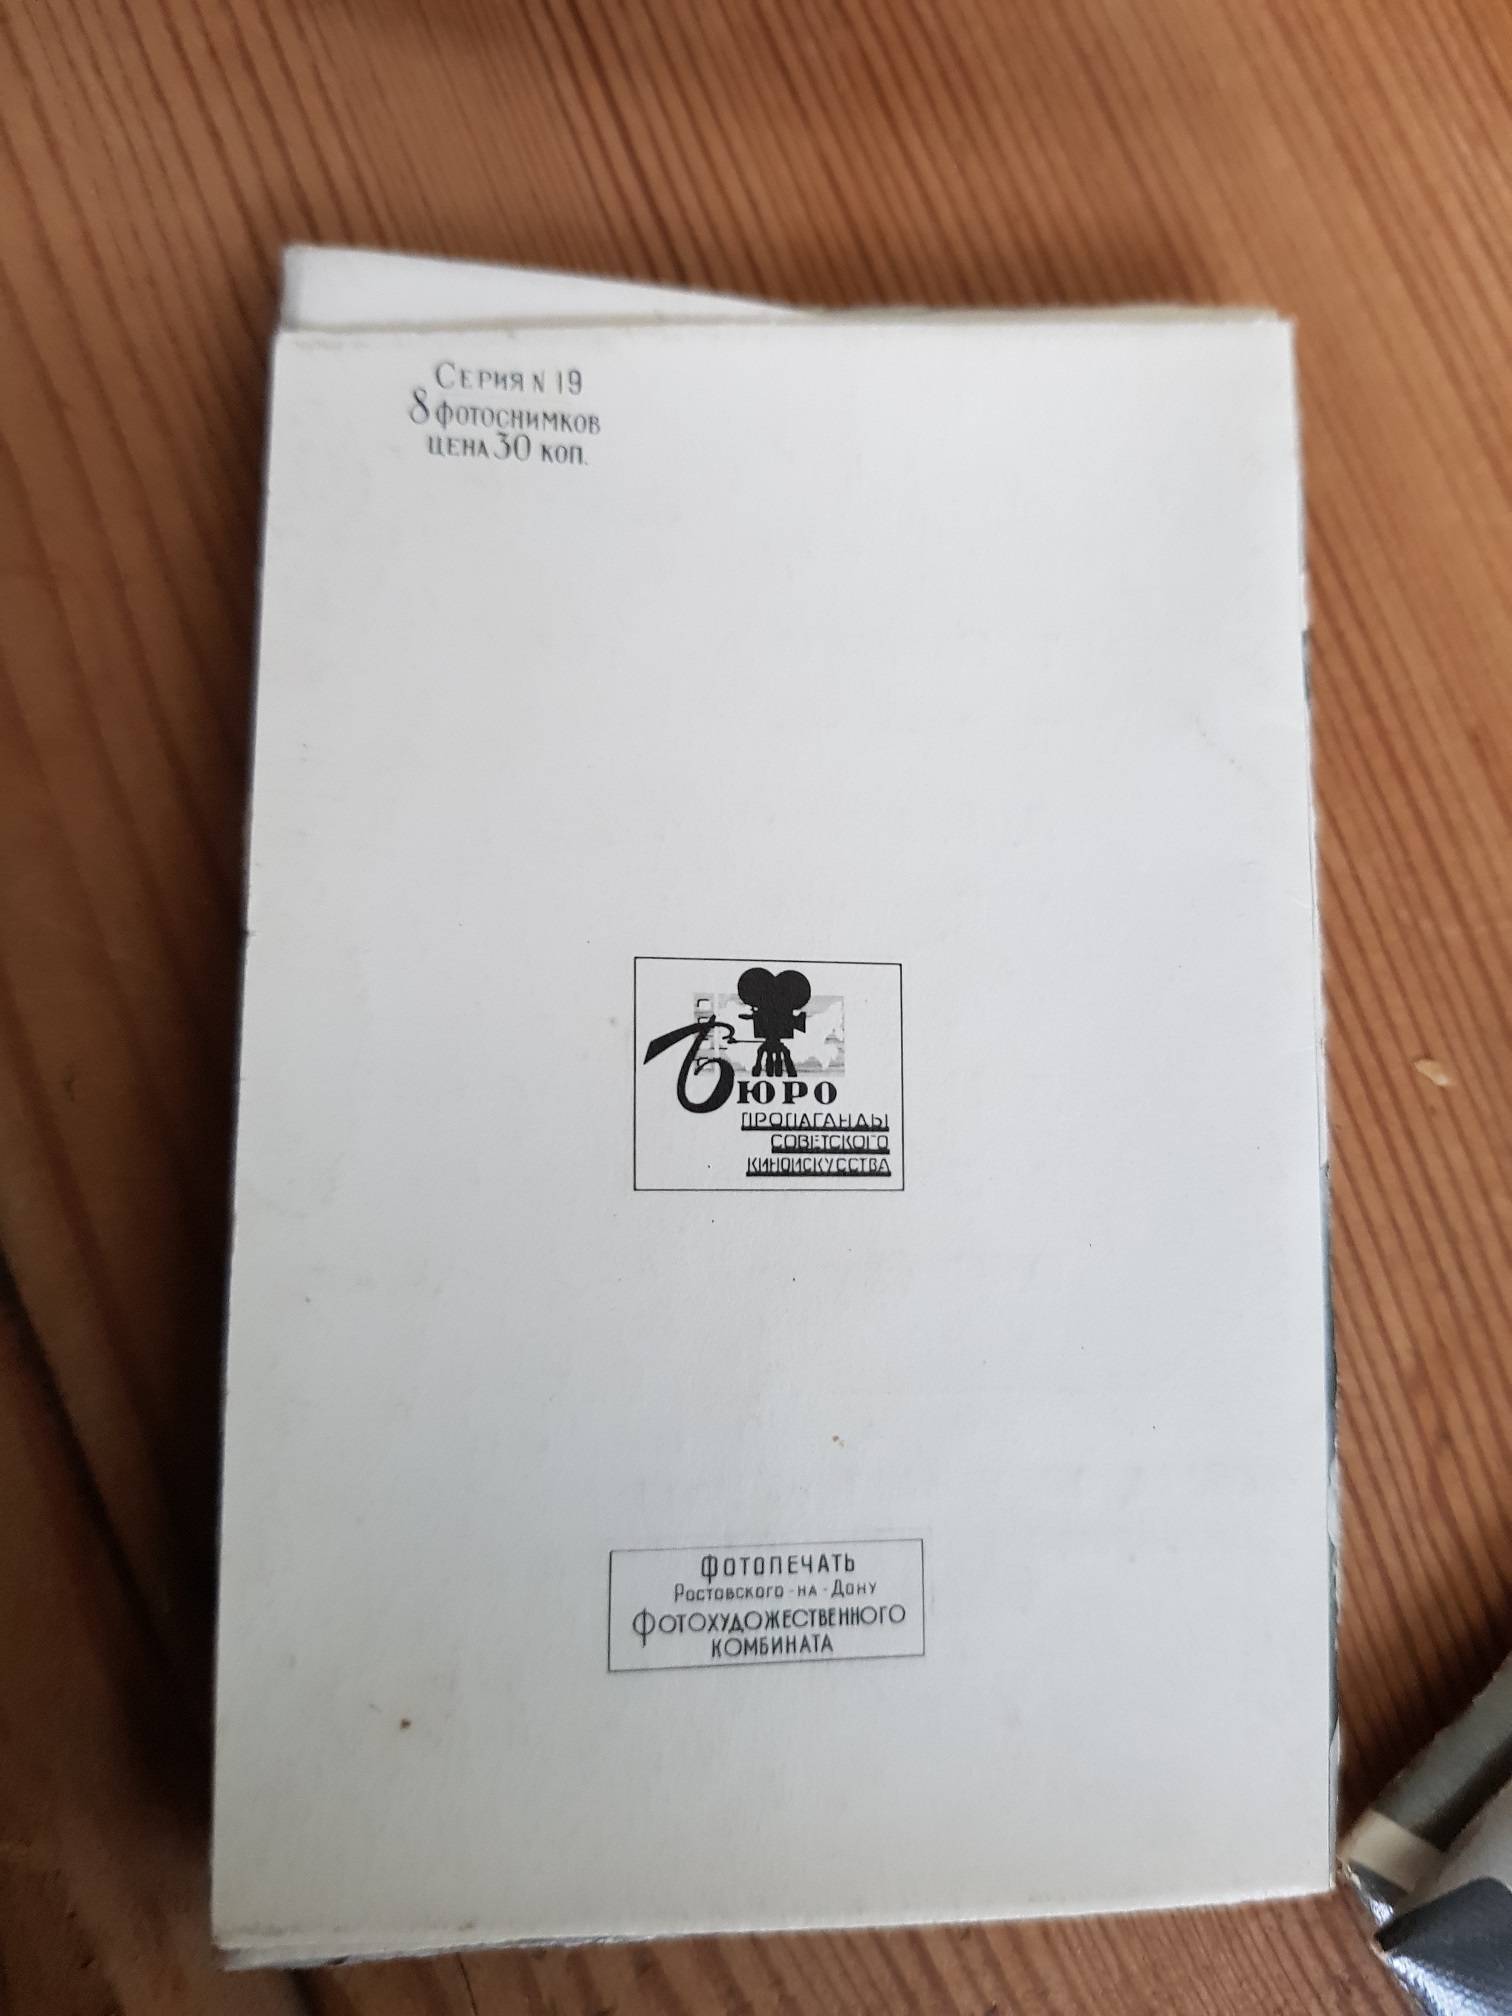 Серия N 19
8 фотоснимков
цена 30 коп.
Бюро
пропаганды
советского
киноискусства
Фотопечать
Ростовского-на-Дону
Фотохудожественного
комбината